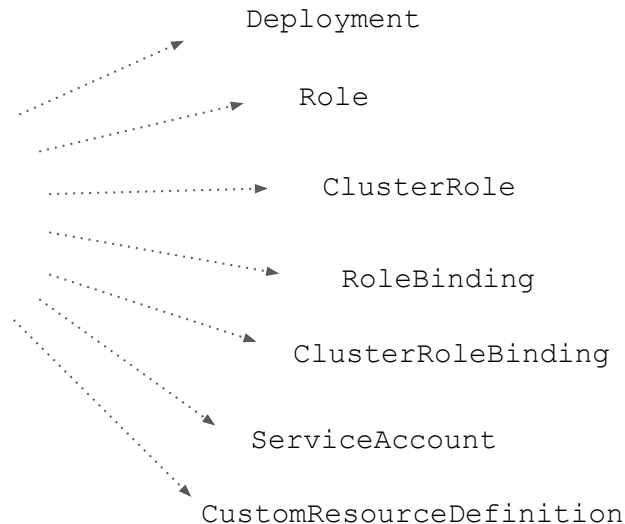 Deployment
Role
ClusterRole
RoleBinding
ClusterRoleBinding
ServiceAccount
CustomResourceDefinition